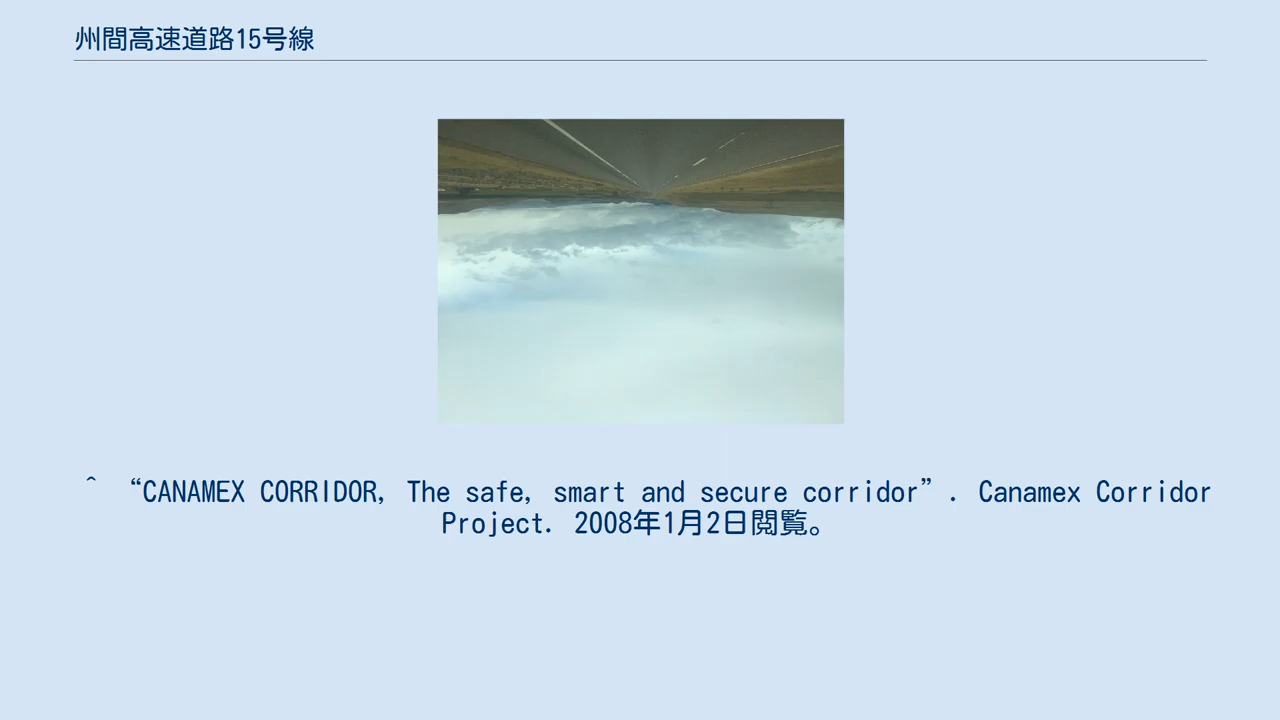 州間高速道路15号線
^ “CANAMEX CORRIDOR, The safe, smart and secure corridor”. Canamex Corridor
Project. 2008年1月2日閲覧。